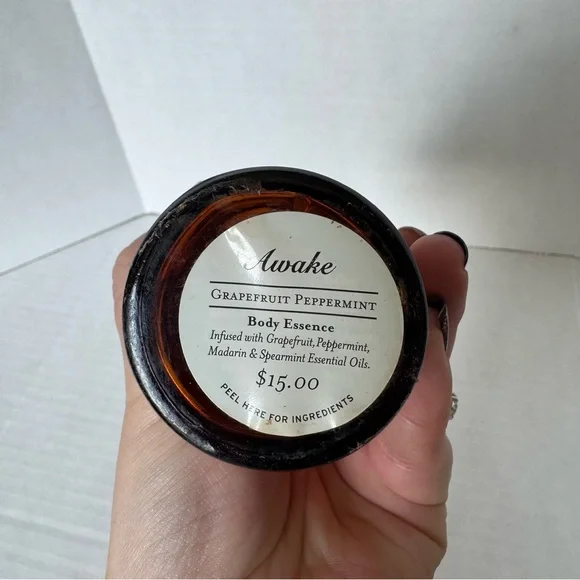 Awake
Grapefruit Peppermint
Body Essence
Infused with Grapefruit, Peppermint,
Madarin & Spearmint Essential Oils.
$15.00
PEEL HERE FOR INGREDIENTS